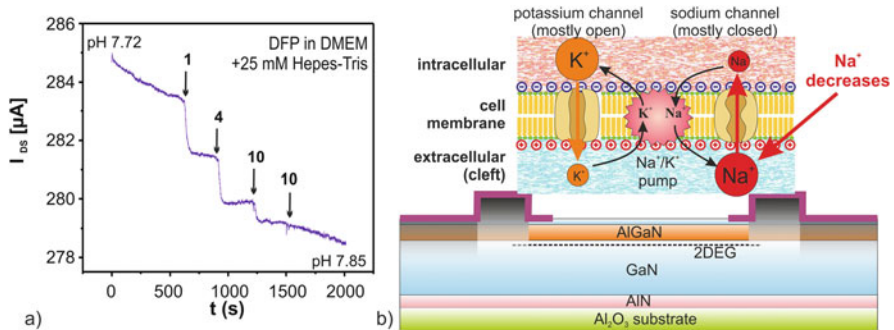 286
284
282
280
278
I DS [µA]
pH 7.72
DFP in DMEM
+25 mM Hepes-Tris
1
4
10
10
pH 7.85
0
500
1000
1500
2000
t (s)
a)
potassium channel
(mostly open)
sodium channel
(mostly closed)
intracellular
K+
Na+
Na+
decreases
cell
membrane
K+
Na+
extracellular
(cleft)
K+
Na+/K+
pump
Na+
AlGaN
2DEG
GaN
AlN
Al2O3 substrate
b)